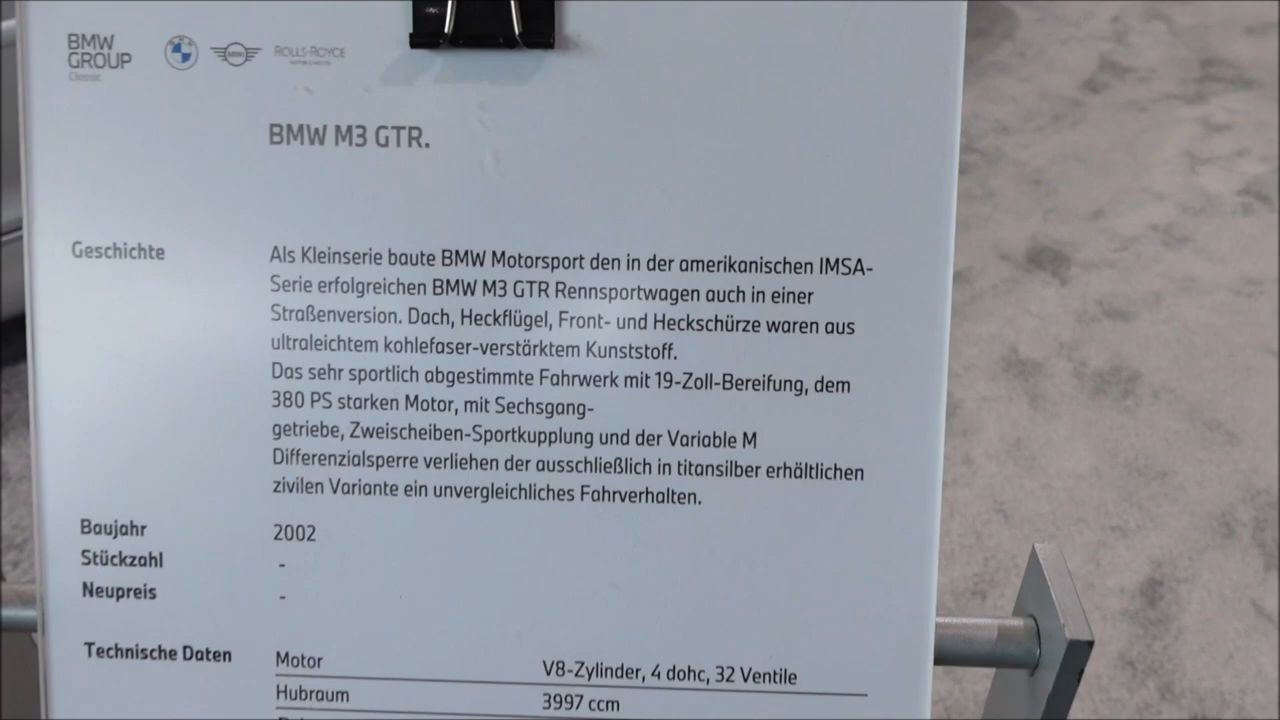 BMW
GROUP
Classic
MINI
ROLLS-ROYCE
MOTOR CARS
BMW M3 GTR.
Geschichte
Als Kleinserie baute BMW Motorsport den in der amerikanischen IMSA-
Serie erfolgreichen BMW M3 GTR Rennsportwagen auch in einer
Straßenversion. Dach, Heckflügel, Front- und Heckschürze waren aus
ultraleichtem kohlefaser-verstärktem Kunststoff.
Das sehr sportlich abgestimmte Fahrwerk mit 19-Zoll-Bereifung, dem
380 PS starken Motor, mit Sechsgang-
getriebe, Zweischeiben-Sportkupplung und der Variable M
Differenzialsperre verliehen der ausschließlich in titansilber erhältlichen
zivilen Variante ein unvergleichliches Fahrverhalten.
Baujahr 2002
Stückzahl -
Neupreis -
Technische Daten
Motor V8-Zylinder, 4 dohc, 32 Ventile
Hubraum 3997 ccm